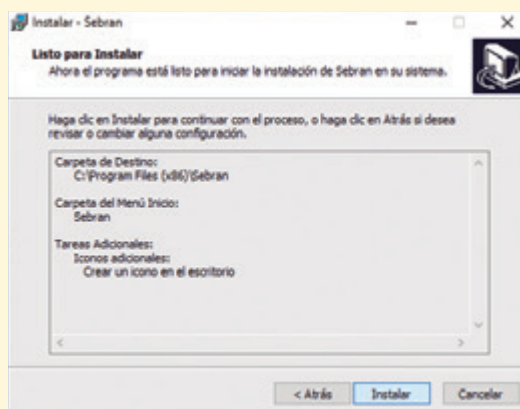 Instalar - Sebran
Listo para Instalar
Ahora el programa está listo para iniciar la instalación de Sebran en su sistema.
Haga clic en Instalar para continuar con el proceso, o haga clic en Atrás si desea
revisar o cambiar alguna configuración.
Carpeta de Destino:
C:\Program Files (x86)\Sebran
Carpeta del Menú Inicio:
Sebran
Tareas Adicionales:
Iconos adicionales:
Crear un icono en el escritorio
< Atrás
Instalar
Cancelar